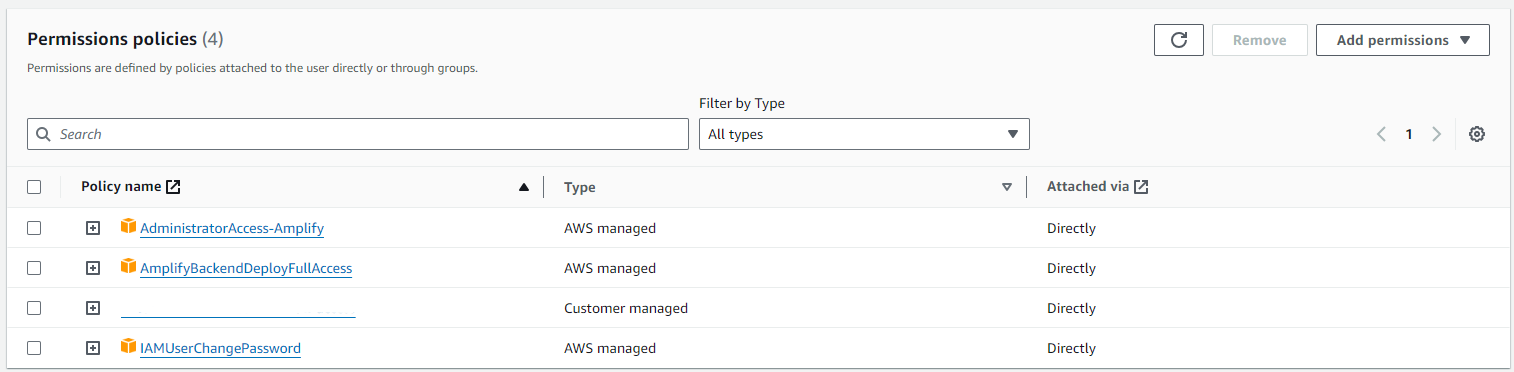 Permissions policies (4)
Remove
Add permissions
Permissions are defined by policies attached to the user directly or through groups.
Filter by Type
Search
All types
1
Policy name
Type
Attached via
AdministratorAccess-Amplify
AWS managed
Directly
AmplifyBackendDeployFullAccess
AWS managed
Directly
Customer managed
Directly
IAMUserChangePassword
AWS managed
Directly